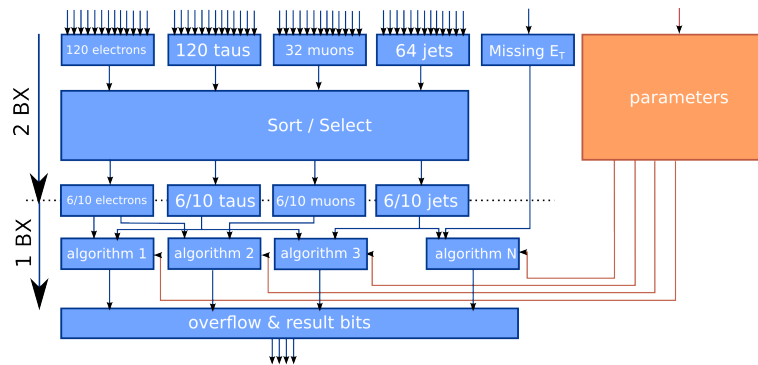 120 electrons
120 taus
32 muons
64 jets
Missing E_T
parameters
2 BX
Sort / Select
6/10 electrons
6/10 taus
6/10 muons
6/10 jets
1 BX
algorithm 1
algorithm 2
algorithm 3
algorithm N
overflow & result bits